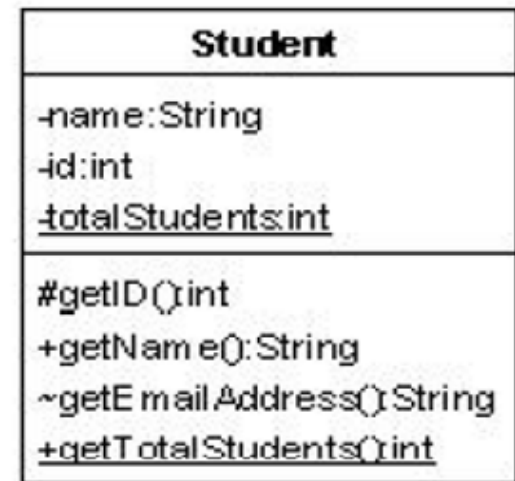 Student
-name:String
-id:int
-totalStudents:int
#getID():int
+getName():String
~getEmailAddress():String
+getTotalStudents():int